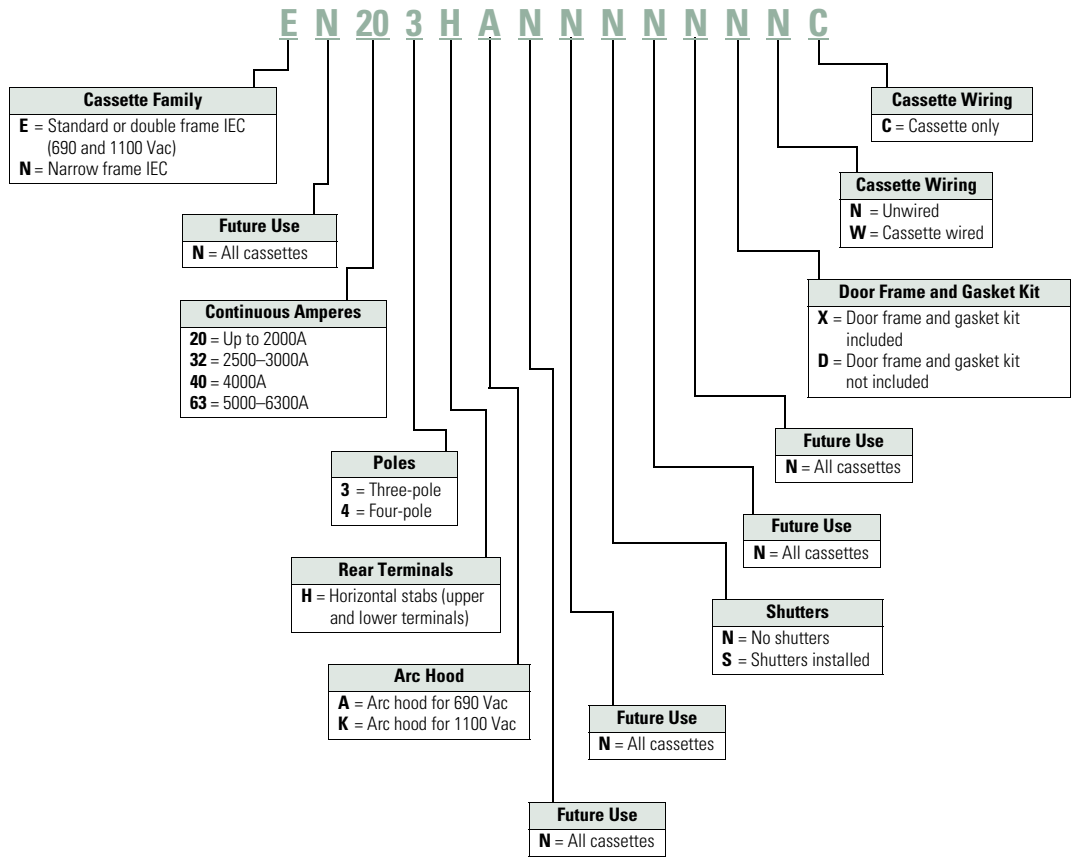 E N 20 3 H A N N N N N N N C
Cassette Family
E = Standard or double frame IEC
(690 and 1100 Vac)
N = Narrow frame IEC
Cassette Wiring
C = Cassette only
Cassette Wiring
N = Unwired
W = Cassette wired
Future Use
N = All cassettes
Door Frame and Gasket Kit
X = Door frame and gasket kit
included
D = Door frame and gasket kit
not included
Continuous Amperes
20 = Up to 2000A
32 = 2500–3000A
40 = 4000A
63 = 5000–6300A
Future Use
N = All cassettes
Poles
3 = Three-pole
4 = Four-pole
Future Use
N = All cassettes
Rear Terminals
H = Horizontal stabs (upper
and lower terminals)
Shutters
N = No shutters
S = Shutters installed
Arc Hood
A = Arc hood for 690 Vac
K = Arc hood for 1100 Vac
Future Use
N = All cassettes
Future Use
N = All cassettes